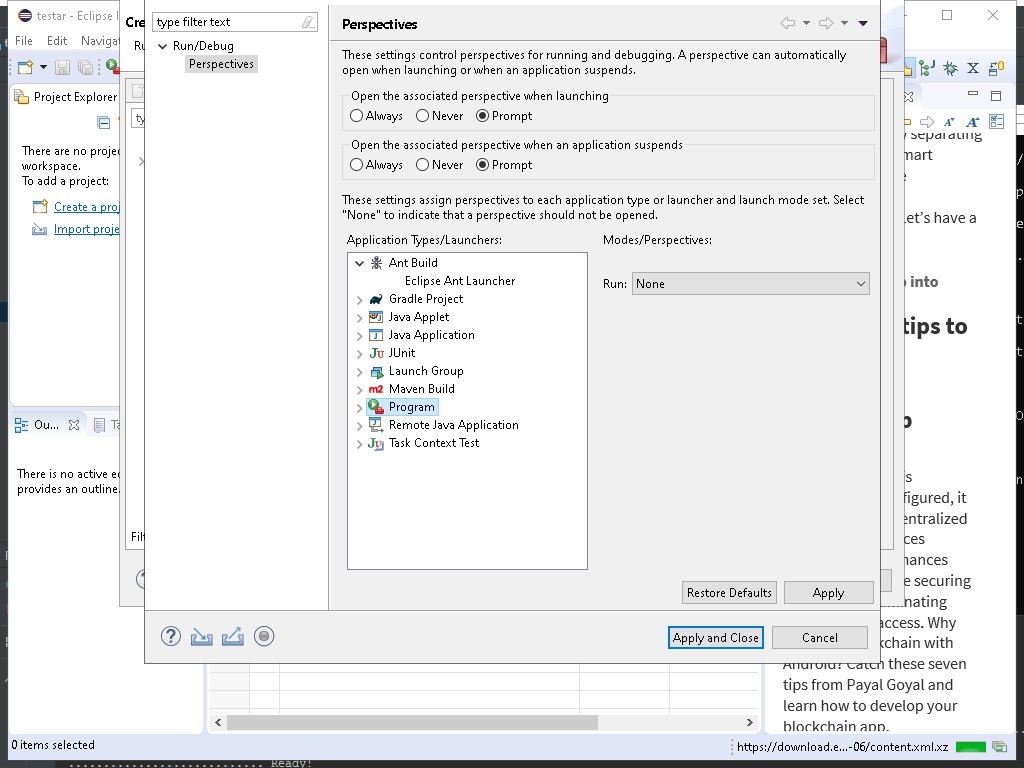 testar - Eclipse I
File Edit Navigat
Project Explorer
There are no projec
workspace.
To add a project:
Create a proj
Import proje
Ou...
Ta
There is no active ed
provides an outline.
0 items selected
Cre
Ru
ty
Filt
type filter text
Run/Debug
Perspectives
Perspectives
These settings control perspectives for running and debugging. A perspective can automatically
open when launching or when an application suspends.
Open the associated perspective when launching
Always Never Prompt
Open the associated perspective when an application suspends
Always Never Prompt
These settings assign perspectives to each application type or launcher and launch mode set. Select
"None" to indicate that a perspective should not be opened.
Application Types/Launchers:
Modes/Perspectives:
Ant Build
Eclipse Ant Launcher
Gradle Project
Java Applet
Java Application
JUnit
Launch Group
Maven Build
Program
Remote Java Application
Task Context Test
Run: None
Restore Defaults Apply
Apply and Close Cancel
separating
mart
e
Let's have a
into
tips to
p
s
figured, it
entralized
ces
hances
e securing
inating
access. Why
kchain with
Android? Catch these seven
tips from Payal Goyal and
learn how to develop your
blockchain app.
https://download.e...-06/content.xml.xz
Ready!